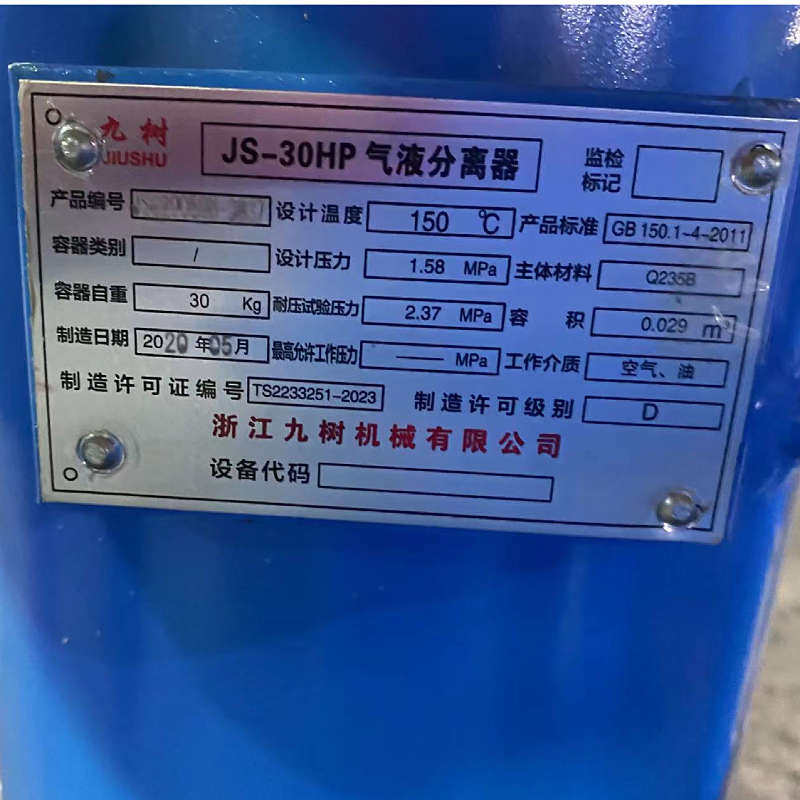 九树
JIUSHU
JS-30HP 气液分离器
监检标记
产品编号 设计温度 150 ℃ 产品标准 GB 150.1-4-2011
容器类别 / 设计压力 1.58 MPa 主体材料 Q235B
容器自重 30 Kg 耐压试验压力 2.37 MPa 容 积 0.029 m³
制造日期 2020 年 05 月 最高允许工作压力 —— MPa 工作介质 空气、油
制造许可证编号 TS2233251-2023 制造许可级别 D
浙江九树机械有限公司
设备代码